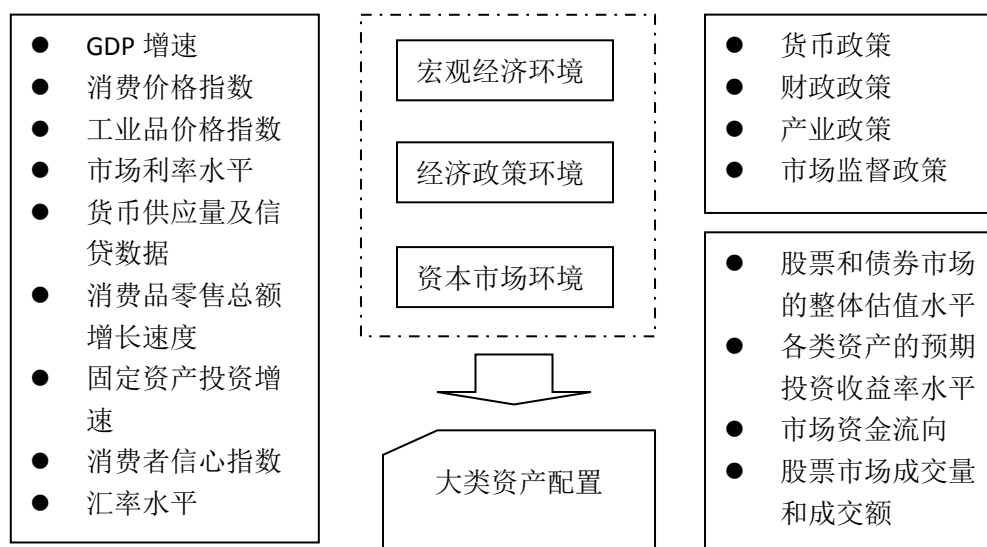 GDP 增速
消费价格指数
工业品价格指数
市场利率水平
货币供应量及信
贷数据
消费品零售总额
增长速度
固定资产投资增
速
消费者信心指数
汇率水平
宏观经济环境
经济政策环境
资本市场环境
大类资产配置
货币政策
财政政策
产业政策
市场监督政策
股票和债券市场
的整体估值水平
各类资产的预期
投资收益率水平
市场资金流向
股票市场成交量
和成交额